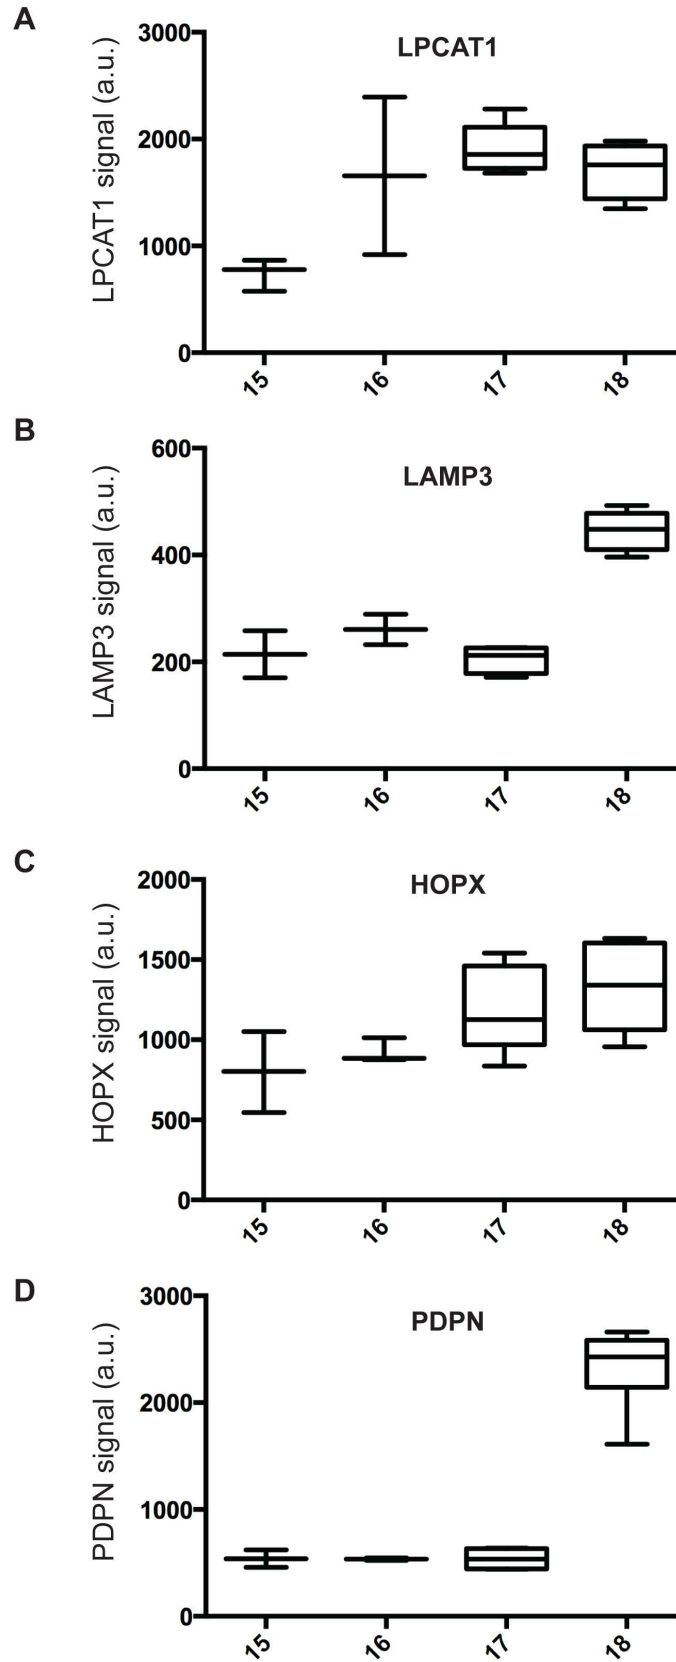 A
LPCAT1
LPCAT1 signal (a.u.)
3000
2000
1000
0
15 16 17 18
B
LAMP3
LAMP3 signal (a.u.)
600
400
200
0
15 16 17 18
C
HOPX
HOPX signal (a.u.)
2000
1500
1000
500
0
15 16 17 18
D
PDPN
PDPN signal (a.u.)
3000
2000
1000
0
15 16 17 18